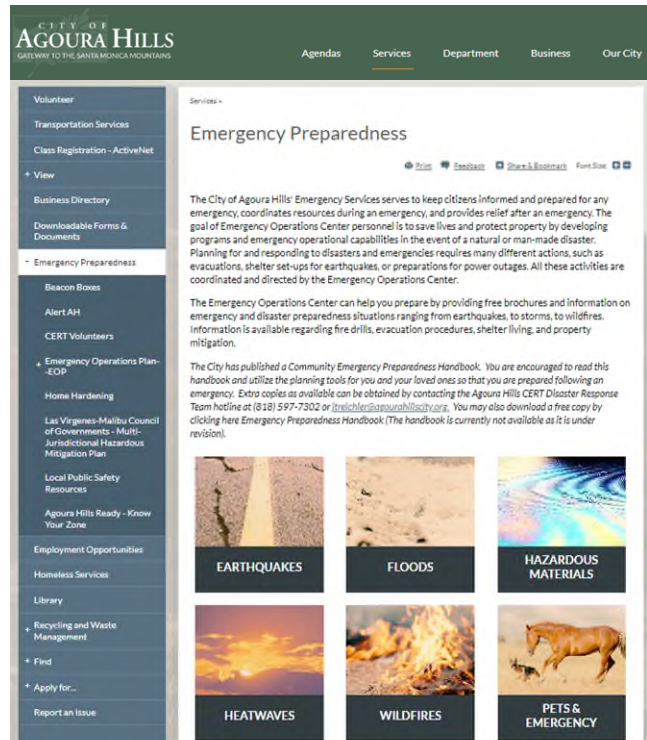 CITY OF
AGOURA HILLS
GATEWAY TO THE SANTA MONICA MOUNTAINS
Agendas Services Department Business Our City
Volunteer
Transportation Services
Class Registration - ActiveNet
+ View
Business Directory
Downloadable Forms &
Documents
- Emergency Preparedness
Beacon Boxes
Alert AH
CERT Volunteers
+ Emergency Operations Plan-
-EOP
Home Hardening
Las Virgenes-Malibu Council
of Governments - Multi-
Jurisdictional Hazardous
Mitigation Plan
Local Public Safety
Resources
Agoura Hills Ready - Know
Your Zone
Employment Opportunities
Homeless Services
Library
+ Recycling and Waste
Management
+ Find
+ Apply for...
Report an Issue
Services »
Emergency Preparedness
Print Feedback Share & Bookmark Font Size: + -
The City of Agoura Hills' Emergency Services serves to keep citizens informed and prepared for any
emergency, coordinates resources during an emergency, and provides relief after an emergency. The
goal of Emergency Operations Center personnel is to save lives and protect property by developing
programs and emergency operational capabilities in the event of a natural or man-made disaster.
Planning for and responding to disasters and emergencies requires many different actions, such as
evacuations, shelter set-ups for earthquakes, or preparations for power outages. All these activities are
coordinated and directed by the Emergency Operations Center.
The Emergency Operations Center can help you prepare by providing free brochures and information on
emergency and disaster preparedness situations ranging from earthquakes, to storms, to wildfires.
Information is available regarding fire drills, evacuation procedures, shelter living, and property
mitigation.
The City has published a Community Emergency Preparedness Handbook. You are encouraged to read this
handbook and utilize the planning tools for you and your loved ones so that you are prepared following an
emergency. Extra copies as available can be obtained by contacting the Agoura Hills CERT Disaster Response
Team hotline at (818) 597-7302 or jtreichler@agourahillscity.org. You may also download a free copy by
clicking here Emergency Preparedness Handbook (The handbook is currently not available as it is under
revision).
EARTHQUAKES
FLOODS
HAZARDOUS
MATERIALS
HEATWAVES
WILDFIRES
PETS &
EMERGENCY